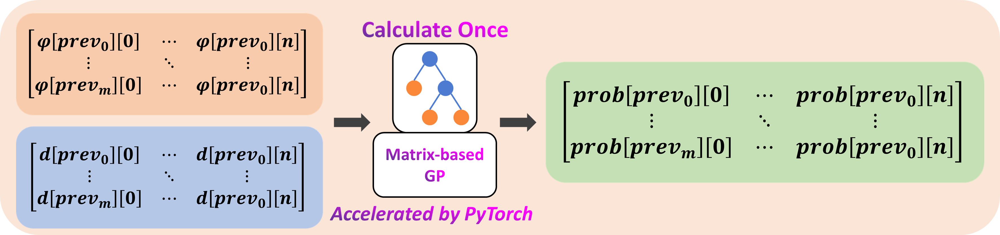 φ[prev₀][0] ⋯ φ[prev₀][n]
⋮ ⋱ ⋮
φ[prevₘ][0] ⋯ φ[prev₀][n]
d[prev₀][0] ⋯ d[prev₀][n]
⋮ ⋱ ⋮
d[prevₘ][0] ⋯ d[prev₀][n]
Calculate Once
Matrix-based
GP
Accelerated by PyTorch
prob[prev₀][0] ⋯ prob[prev₀][n]
⋮ ⋱ ⋮
prob[prevₘ][0] ⋯ prob[prev₀][n]